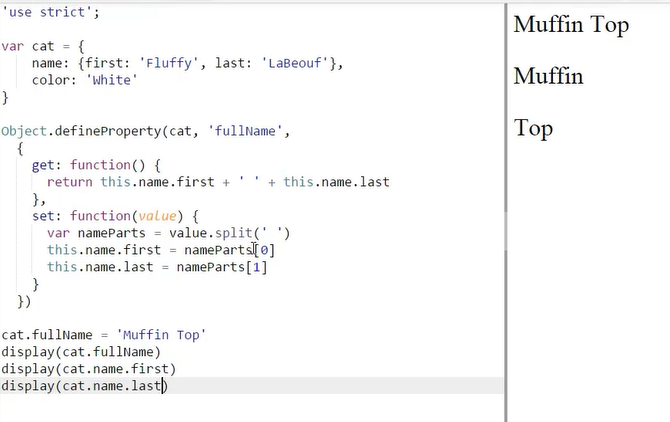 'use strict';
var cat = {
name: {first: 'Fluffy', last: 'LaBeouf'},
color: 'White'
}
Object.defineProperty(cat, 'fullName',
{
get: function() {
return this.name.first + ' ' + this.name.last
},
set: function(value) {
var nameParts = value.split(' ')
this.name.first = nameParts[0]
this.name.last = nameParts[1]
}
})
cat.fullName = 'Muffin Top'
display(cat.fullName)
display(cat.name.first)
display(cat.name.last)
Muffin Top
Muffin
Top